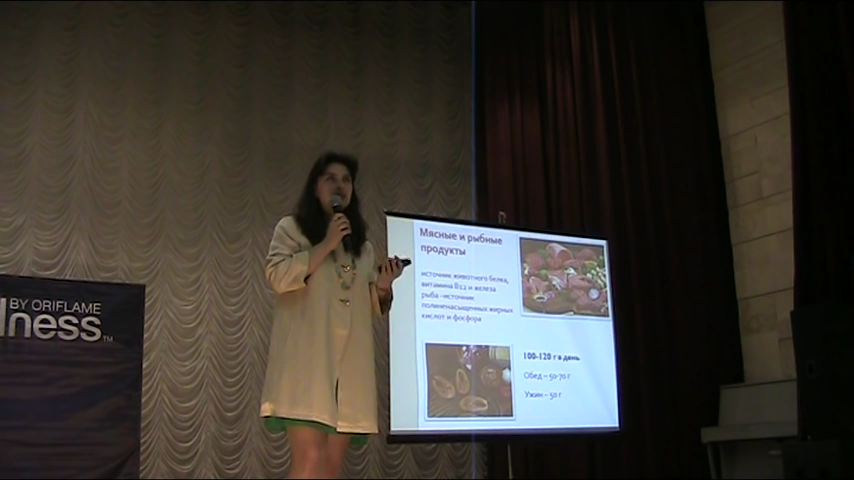 BY ORIFLAME
lness™
Мясные и рыбные
продукты
источник животного белка,
витамина B12 и железа
рыба -источник
полиненасыщенных жирных
кислот и фосфора
100-120 г в день
Обед – 50-70 г
Ужин – 50 г